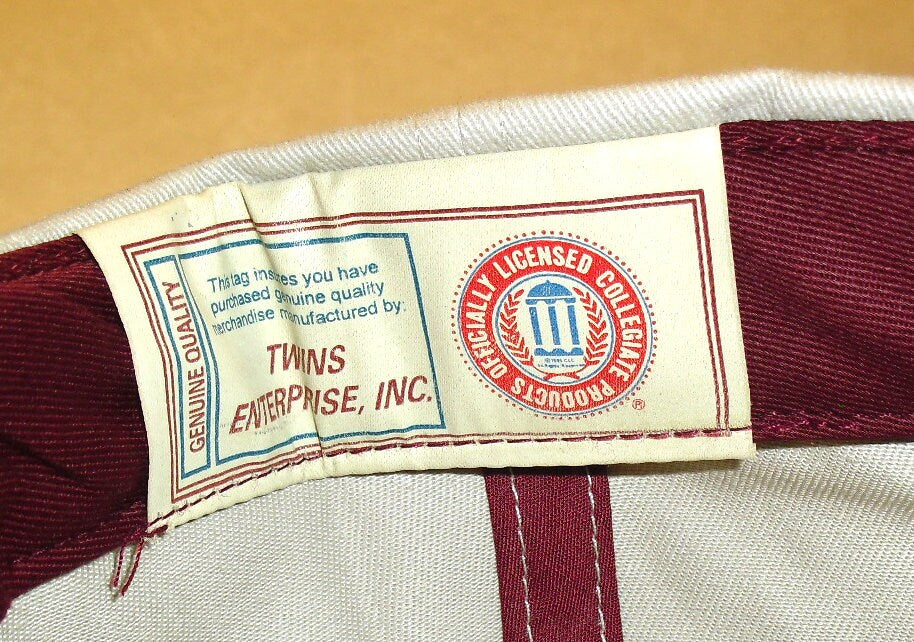 GENUINE QUALITY
This tag insures you have
purchased genuine quality
merchandise manufactured by:
TWINS
ENTERPRISE, INC.
OFFICIALLY LICENSED COLLEGIATE PRODUCTS
®